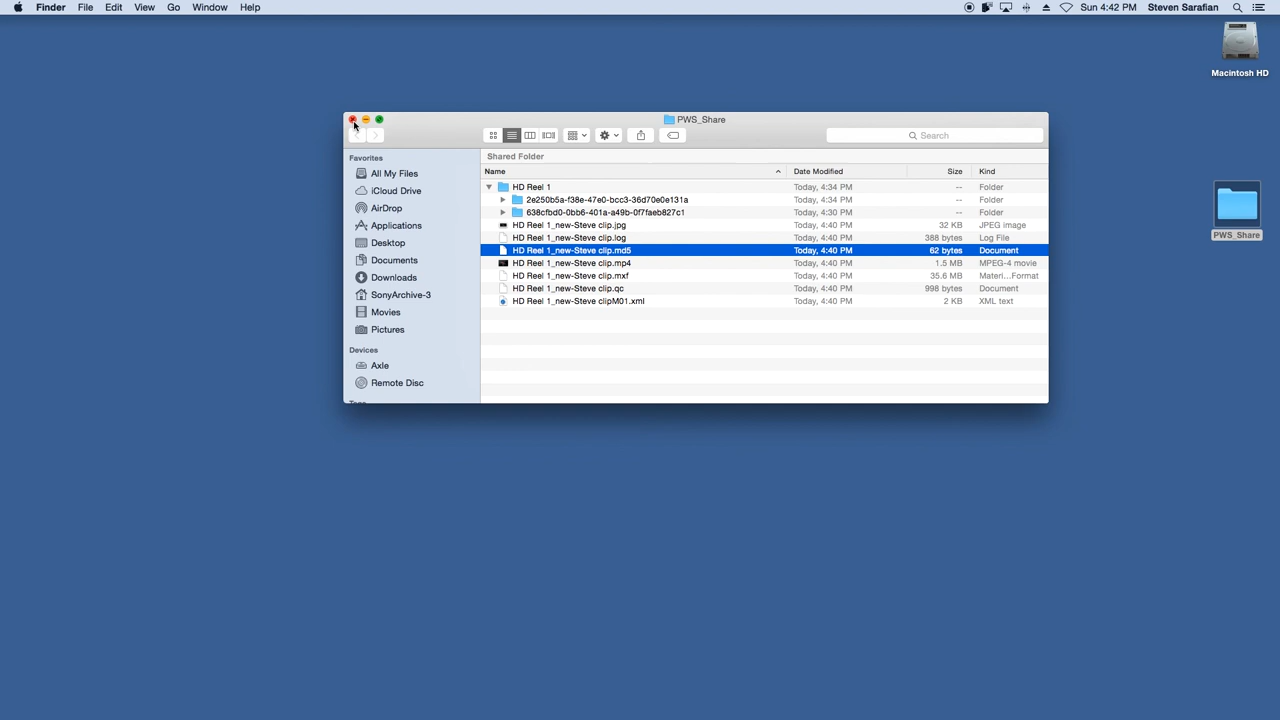 Finder File Edit View Go Window Help Sun 4:42 PM Steven Sarafian
Macintosh HD
PWS_Share
PWS_Share
Search
Favorites
All My Files
iCloud Drive
AirDrop
Applications
Desktop
Documents
Downloads
SonyArchive-3
Movies
Pictures
Devices
Axle
Remote Disc
Shared Folder
Name Date Modified Size Kind
HD Reel 1 Today, 4:34 PM -- Folder
2e250b5a-f38e-47e0-bcc3-36d70e0e131a Today, 4:34 PM -- Folder
638cfbd0-0bb6-401a-a49b-0f7faeb827c1 Today, 4:30 PM -- Folder
HD Reel 1_new-Steve clip.jpg Today, 4:40 PM 32 KB JPEG image
HD Reel 1_new-Steve clip.log Today, 4:40 PM 388 bytes Log File
HD Reel 1_new-Steve clip.md5 Today, 4:40 PM 62 bytes Document
HD Reel 1_new-Steve clip.mp4 Today, 4:40 PM 1.5 MB MPEG-4 movie
HD Reel 1_new-Steve clip.mxf Today, 4:40 PM 35.6 MB Materi...Format
HD Reel 1_new-Steve clip.qc Today, 4:40 PM 998 bytes Document
HD Reel 1_new-Steve clipM01.xml Today, 4:40 PM 2 KB XML text